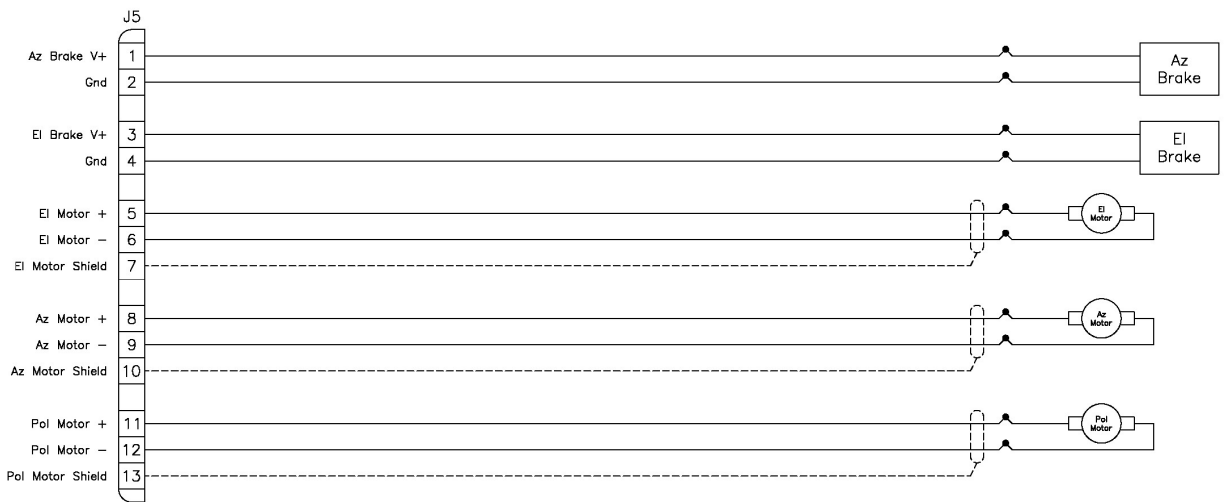 J5
Az Brake V+ 1
Gnd 2
Az
Brake
El Brake V+ 3
Gnd 4
El
Brake
El Motor + 5
El Motor − 6
El Motor Shield 7
El
Motor
Az Motor + 8
Az Motor − 9
Az Motor Shield 10
Az
Motor
Pol Motor + 11
Pol Motor − 12
Pol Motor Shield 13
Pol
Motor